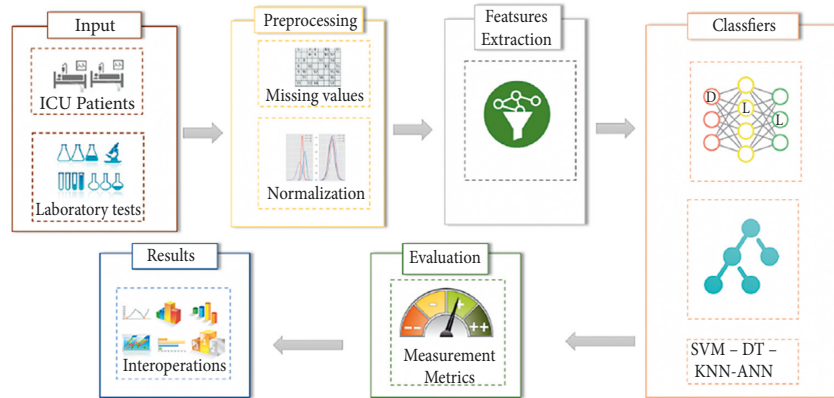 Input
ICU Patients
Laboratory tests
Preprocessing
Missing values
Normalization
Featsures
Extraction
Classfiers
D
L
L
SVM – DT –
KNN-ANN
Evaluation
--
-
+
++
Measurement
Metrics
Results
Interoperations